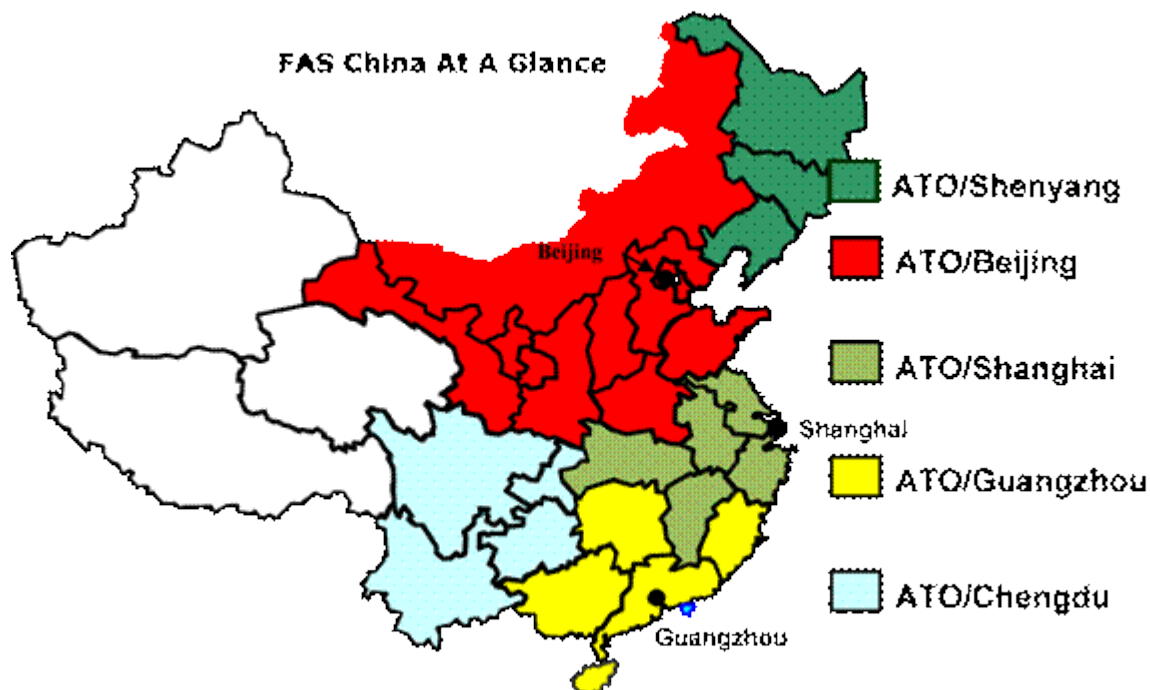 FAS China At A Glance
ATO/Shenyang
Beijing
ATO/Beijing
ATO/Shanghai
Shanghai
ATO/Guangzhou
ATO/Chengdu
Guangzhou